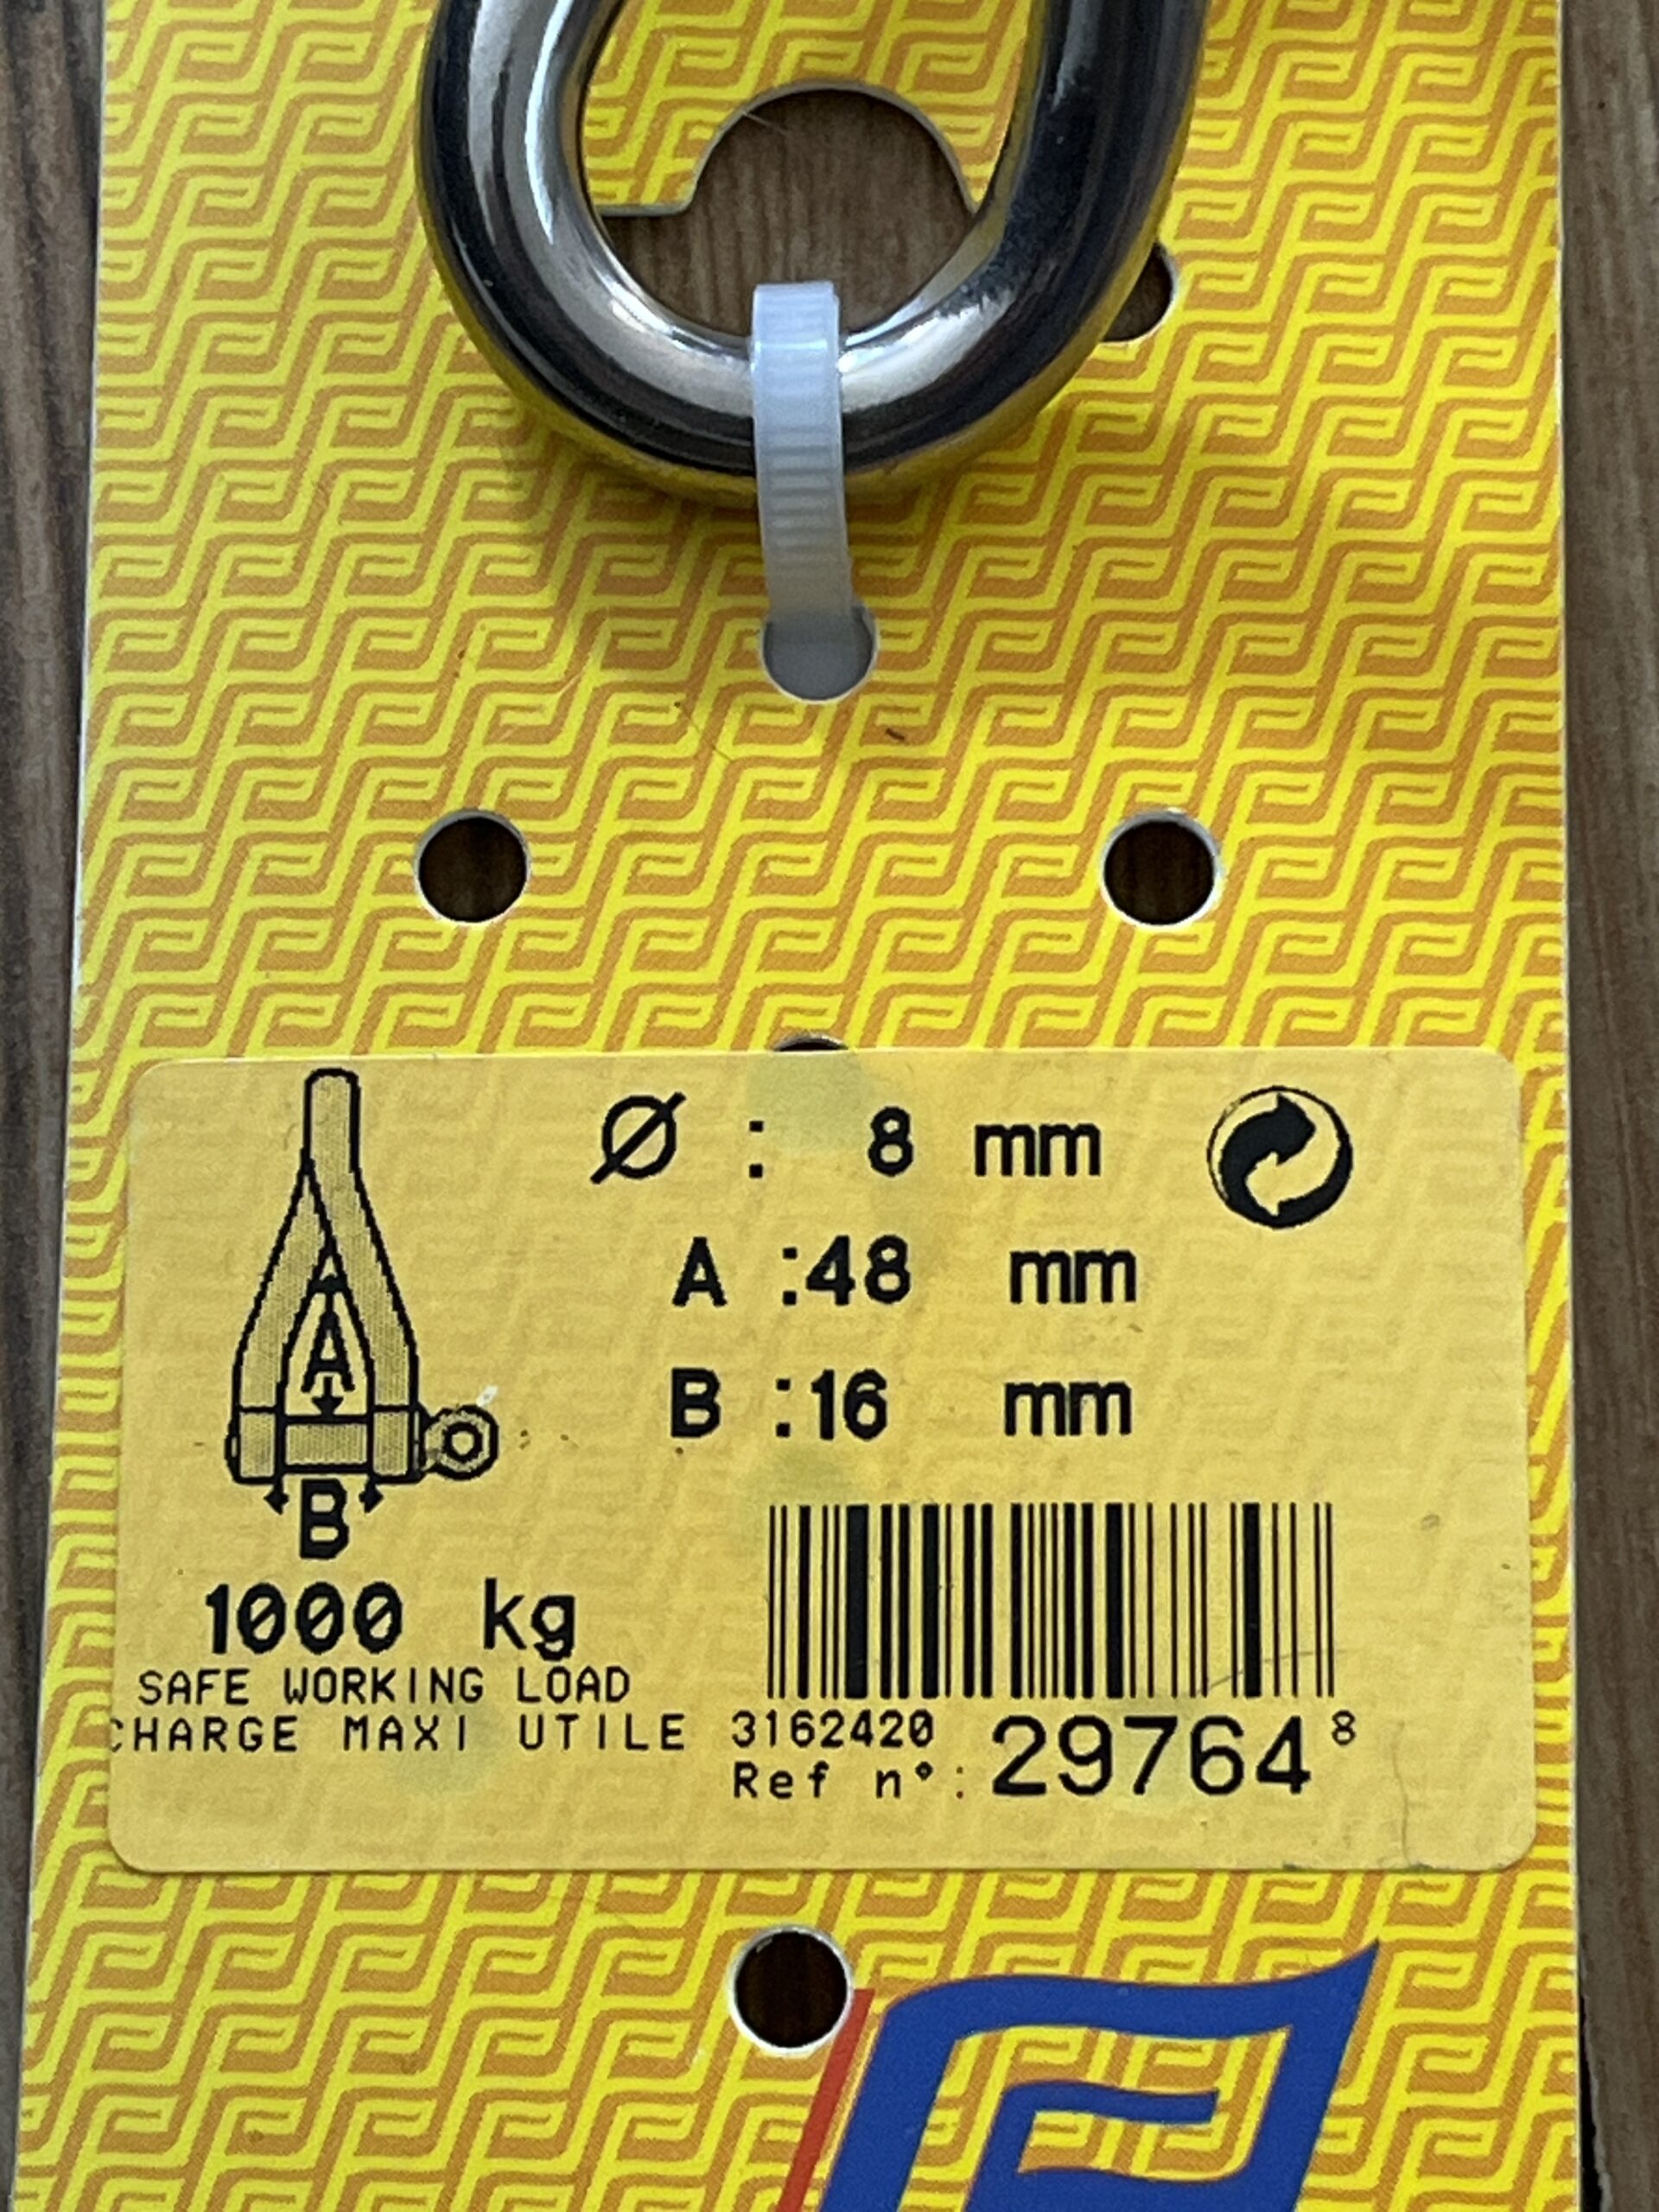 Ø : 8 mm
A :48 mm
B :16 mm
A
B
1000 kg
SAFE WORKING LOAD
CHARGE MAXI UTILE
3162420 29764 8
Ref n°: